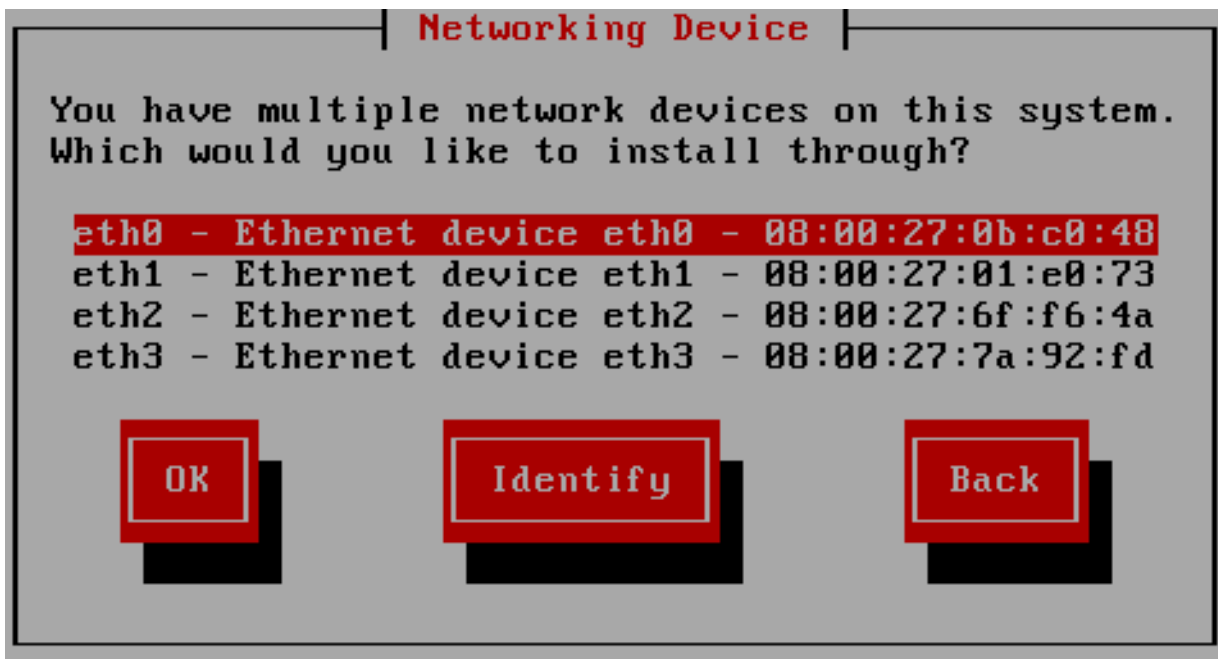 Networking Device
You have multiple network devices on this system.
Which would you like to install through?
eth0 - Ethernet device eth0 - 08:00:27:0b:c0:48
eth1 - Ethernet device eth1 - 08:00:27:01:e0:73
eth2 - Ethernet device eth2 - 08:00:27:6f:f6:4a
eth3 - Ethernet device eth3 - 08:00:27:7a:92:fd
OK Identify Back